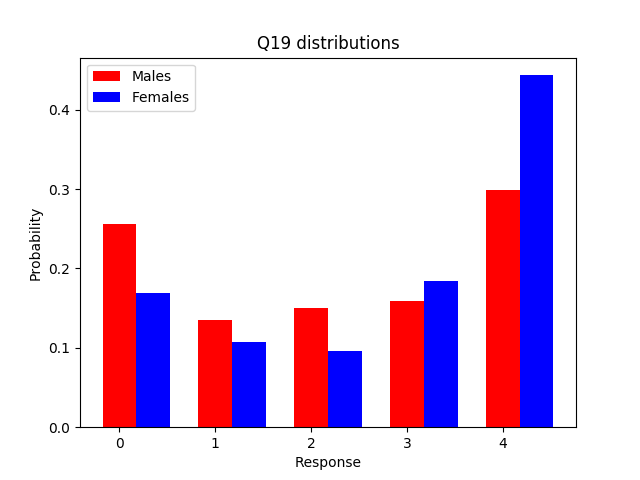 Q19 distributions
Males
Females
Probability
0.4
0.3
0.2
0.1
0.0
0 1 2 3 4
Response